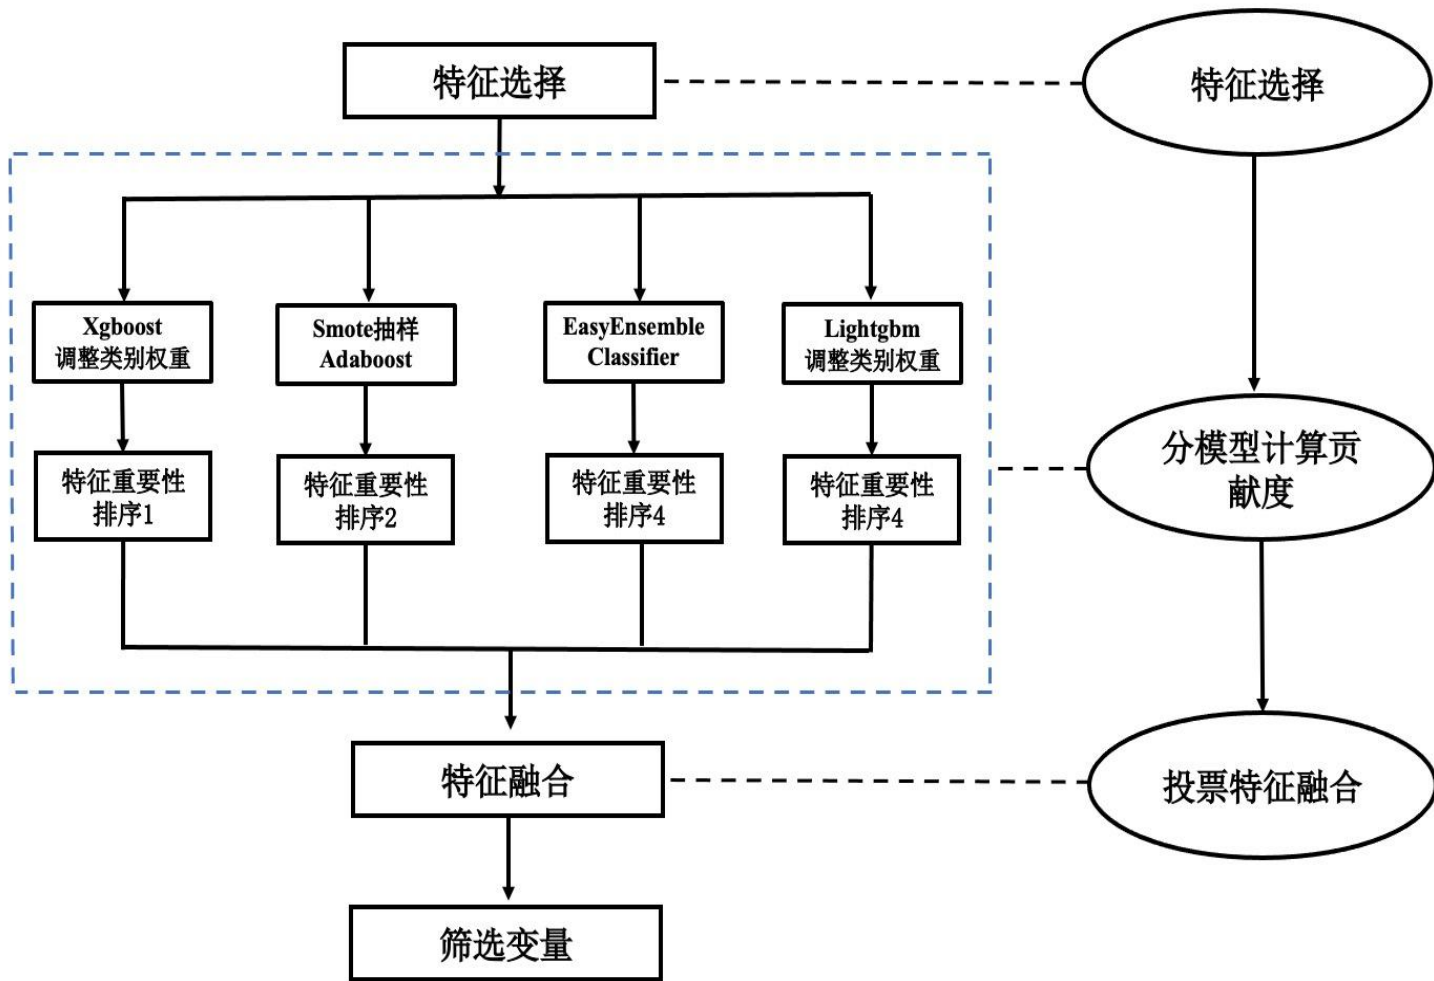 特征选择
特征选择
Xgboost
调整类别权重
Smote抽样
Adaboost
EasyEnsemble
Classifier
Lightgbm
调整类别权重
特征重要性
排序1
特征重要性
排序2
特征重要性
排序4
特征重要性
排序4
分模型计算贡
献度
特征融合
投票特征融合
筛选变量